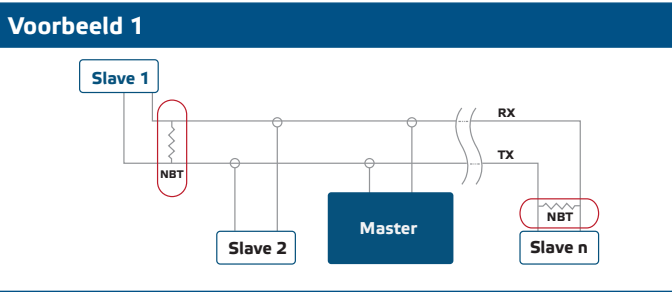 Voorbeeld 1
Slave 1
RX
TX
NBT
NBT
Slave 2
Master
Slave n